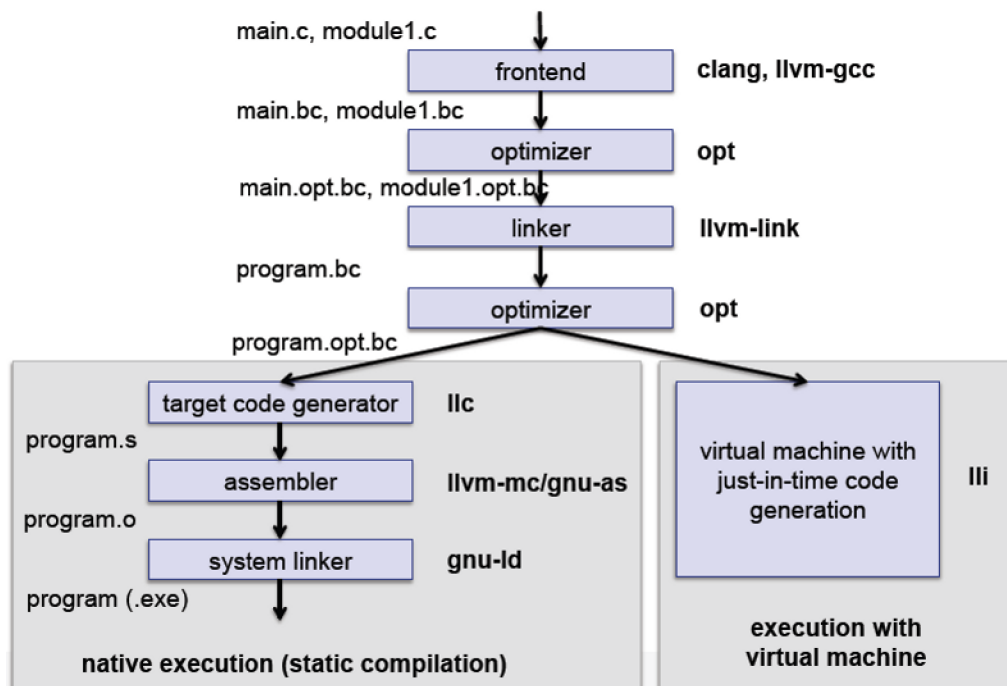 main.c, module1.c
frontend
clang, llvm-gcc
main.bc, module1.bc
optimizer
opt
main.opt.bc, module1.opt.bc
linker
llvm-link
program.bc
optimizer
opt
program.opt.bc
target code generator
llc
program.s
assembler
llvm-mc/gnu-as
program.o
system linker
gnu-ld
program (.exe)
native execution (static compilation)
virtual machine with
just-in-time code
generation
lli
execution with
virtual machine